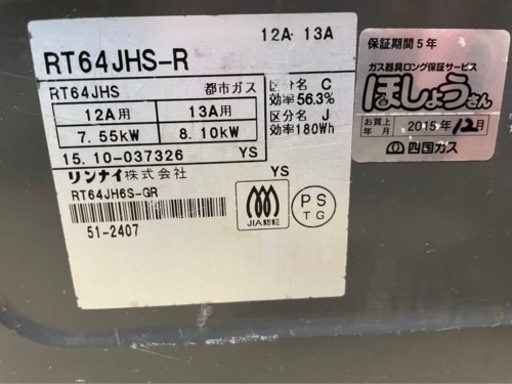 12A・13A
RT64JHS-R
RT64JHS 都市ガス
12A用 13A用
7.55kW 8.10kW
区分名 C
効率56.3%
区分名 J
効率180Wh
15.10-037326 YS
リンナイ株式会社
YS
RT64JH6S-GR
51-2407
JIA認証
PS
TG
保証期間5年
ガス器具ロング保証サービス
ほしょうさん
お買上年月 2015年12月
四国ガス